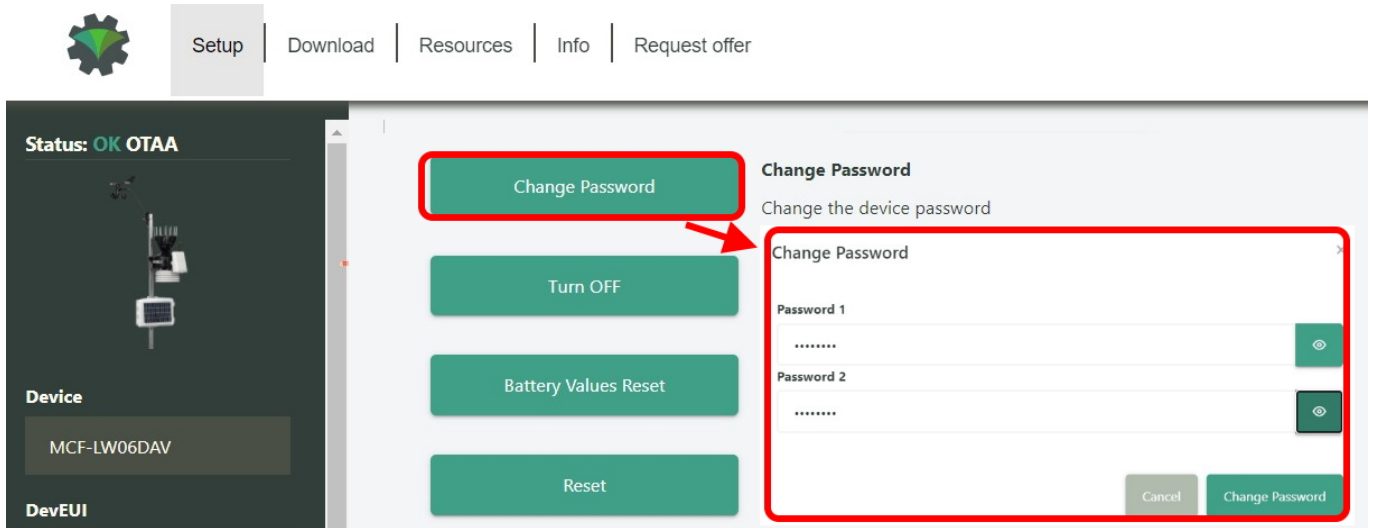 Setup
Download
Resources
Info
Request offer
Status: OK OTAA
Device
MCF-LW06DAV
DevEUI
Change Password
Turn OFF
Battery Values Reset
Reset
Change Password
Change the device password
Change Password
×
Password 1
••••••••
Password 2
••••••••
Cancel
Change Password